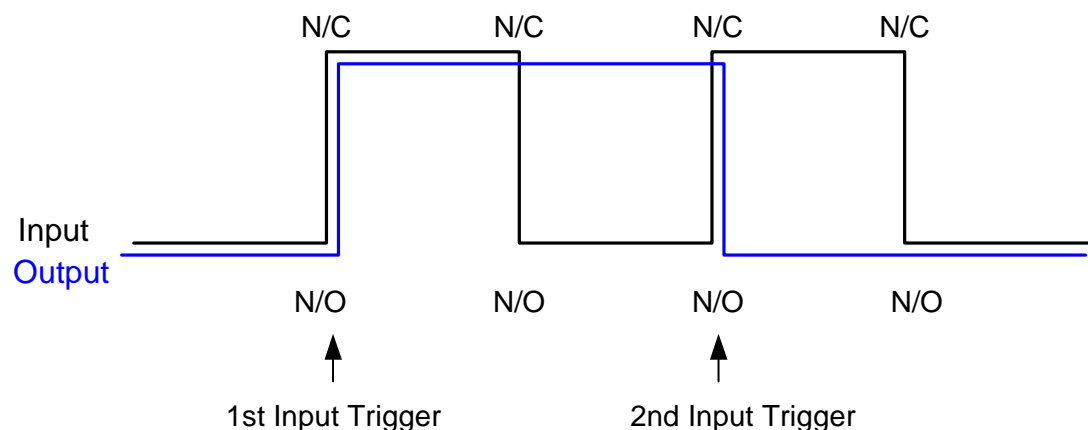 N/C N/C N/C N/C
Input
Output
N/O N/O N/O N/O
1st Input Trigger 2nd Input Trigger